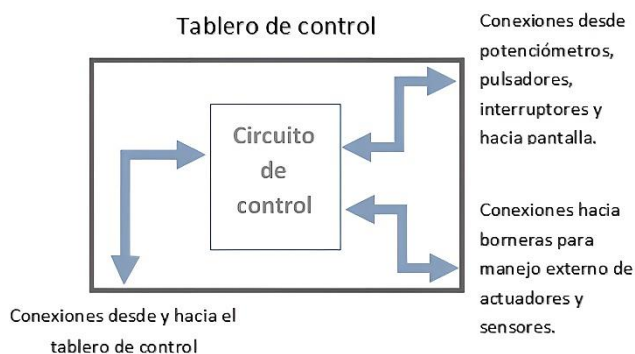 Tablero de control
Conexiones desde
potenciómetros,
pulsadores,
interruptores y
hacia pantalla.
Circuito
de
control
Conexiones hacia
borneras para
manejo externo de
actuadores y
sensores.
Conexiones desde y hacia el
tablero de control